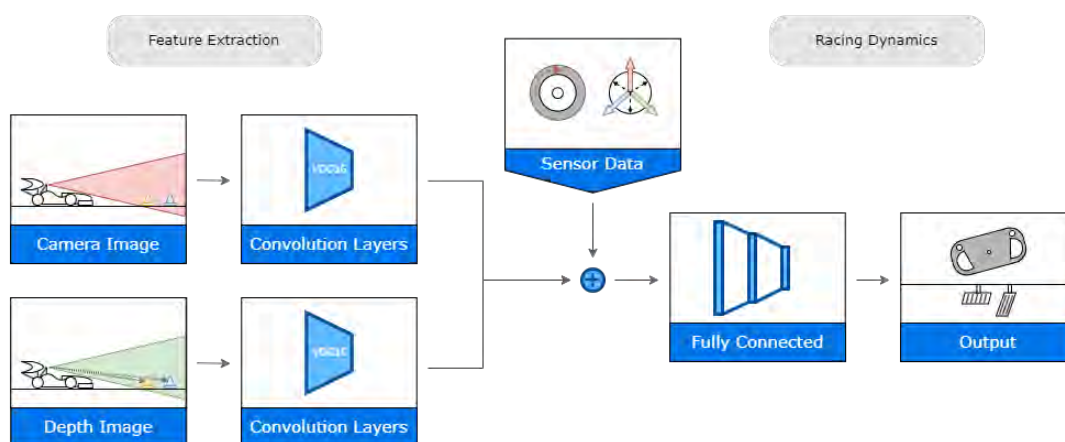 Feature Extraction
Racing Dynamics
Sensor Data
Camera Image
Convolution Layers
Fully Connected
Output
Depth Image
Convolution Layers